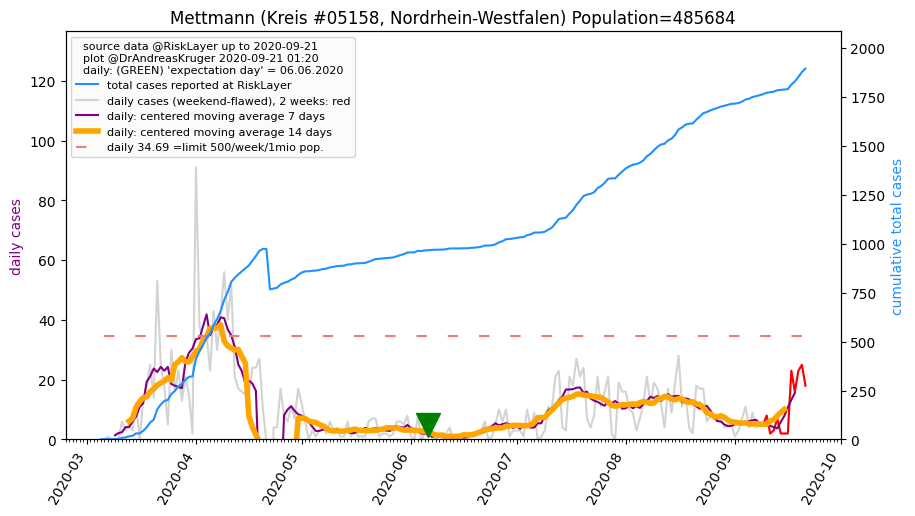 Mettmann (Kreis #05158, Nordrhein-Westfalen) Population=485684
source data @RiskLayer up to 2020-09-21
plot @DrAndreasKruger 2020-09-21 01:20
daily: (GREEN) 'expectation day' = 06.06.2020
total cases reported at RiskLayer
daily cases (weekend-flawed), 2 weeks: red
daily: centered moving average 7 days
daily: centered moving average 14 days
daily 34.69 =limit 500/week/1mio pop.
daily cases
120
100
80
60
40
20
0
cumulative total cases
2000
1750
1500
1250
1000
750
500
250
0
2020-03
2020-04
2020-05
2020-06
2020-07
2020-08
2020-09
2020-10